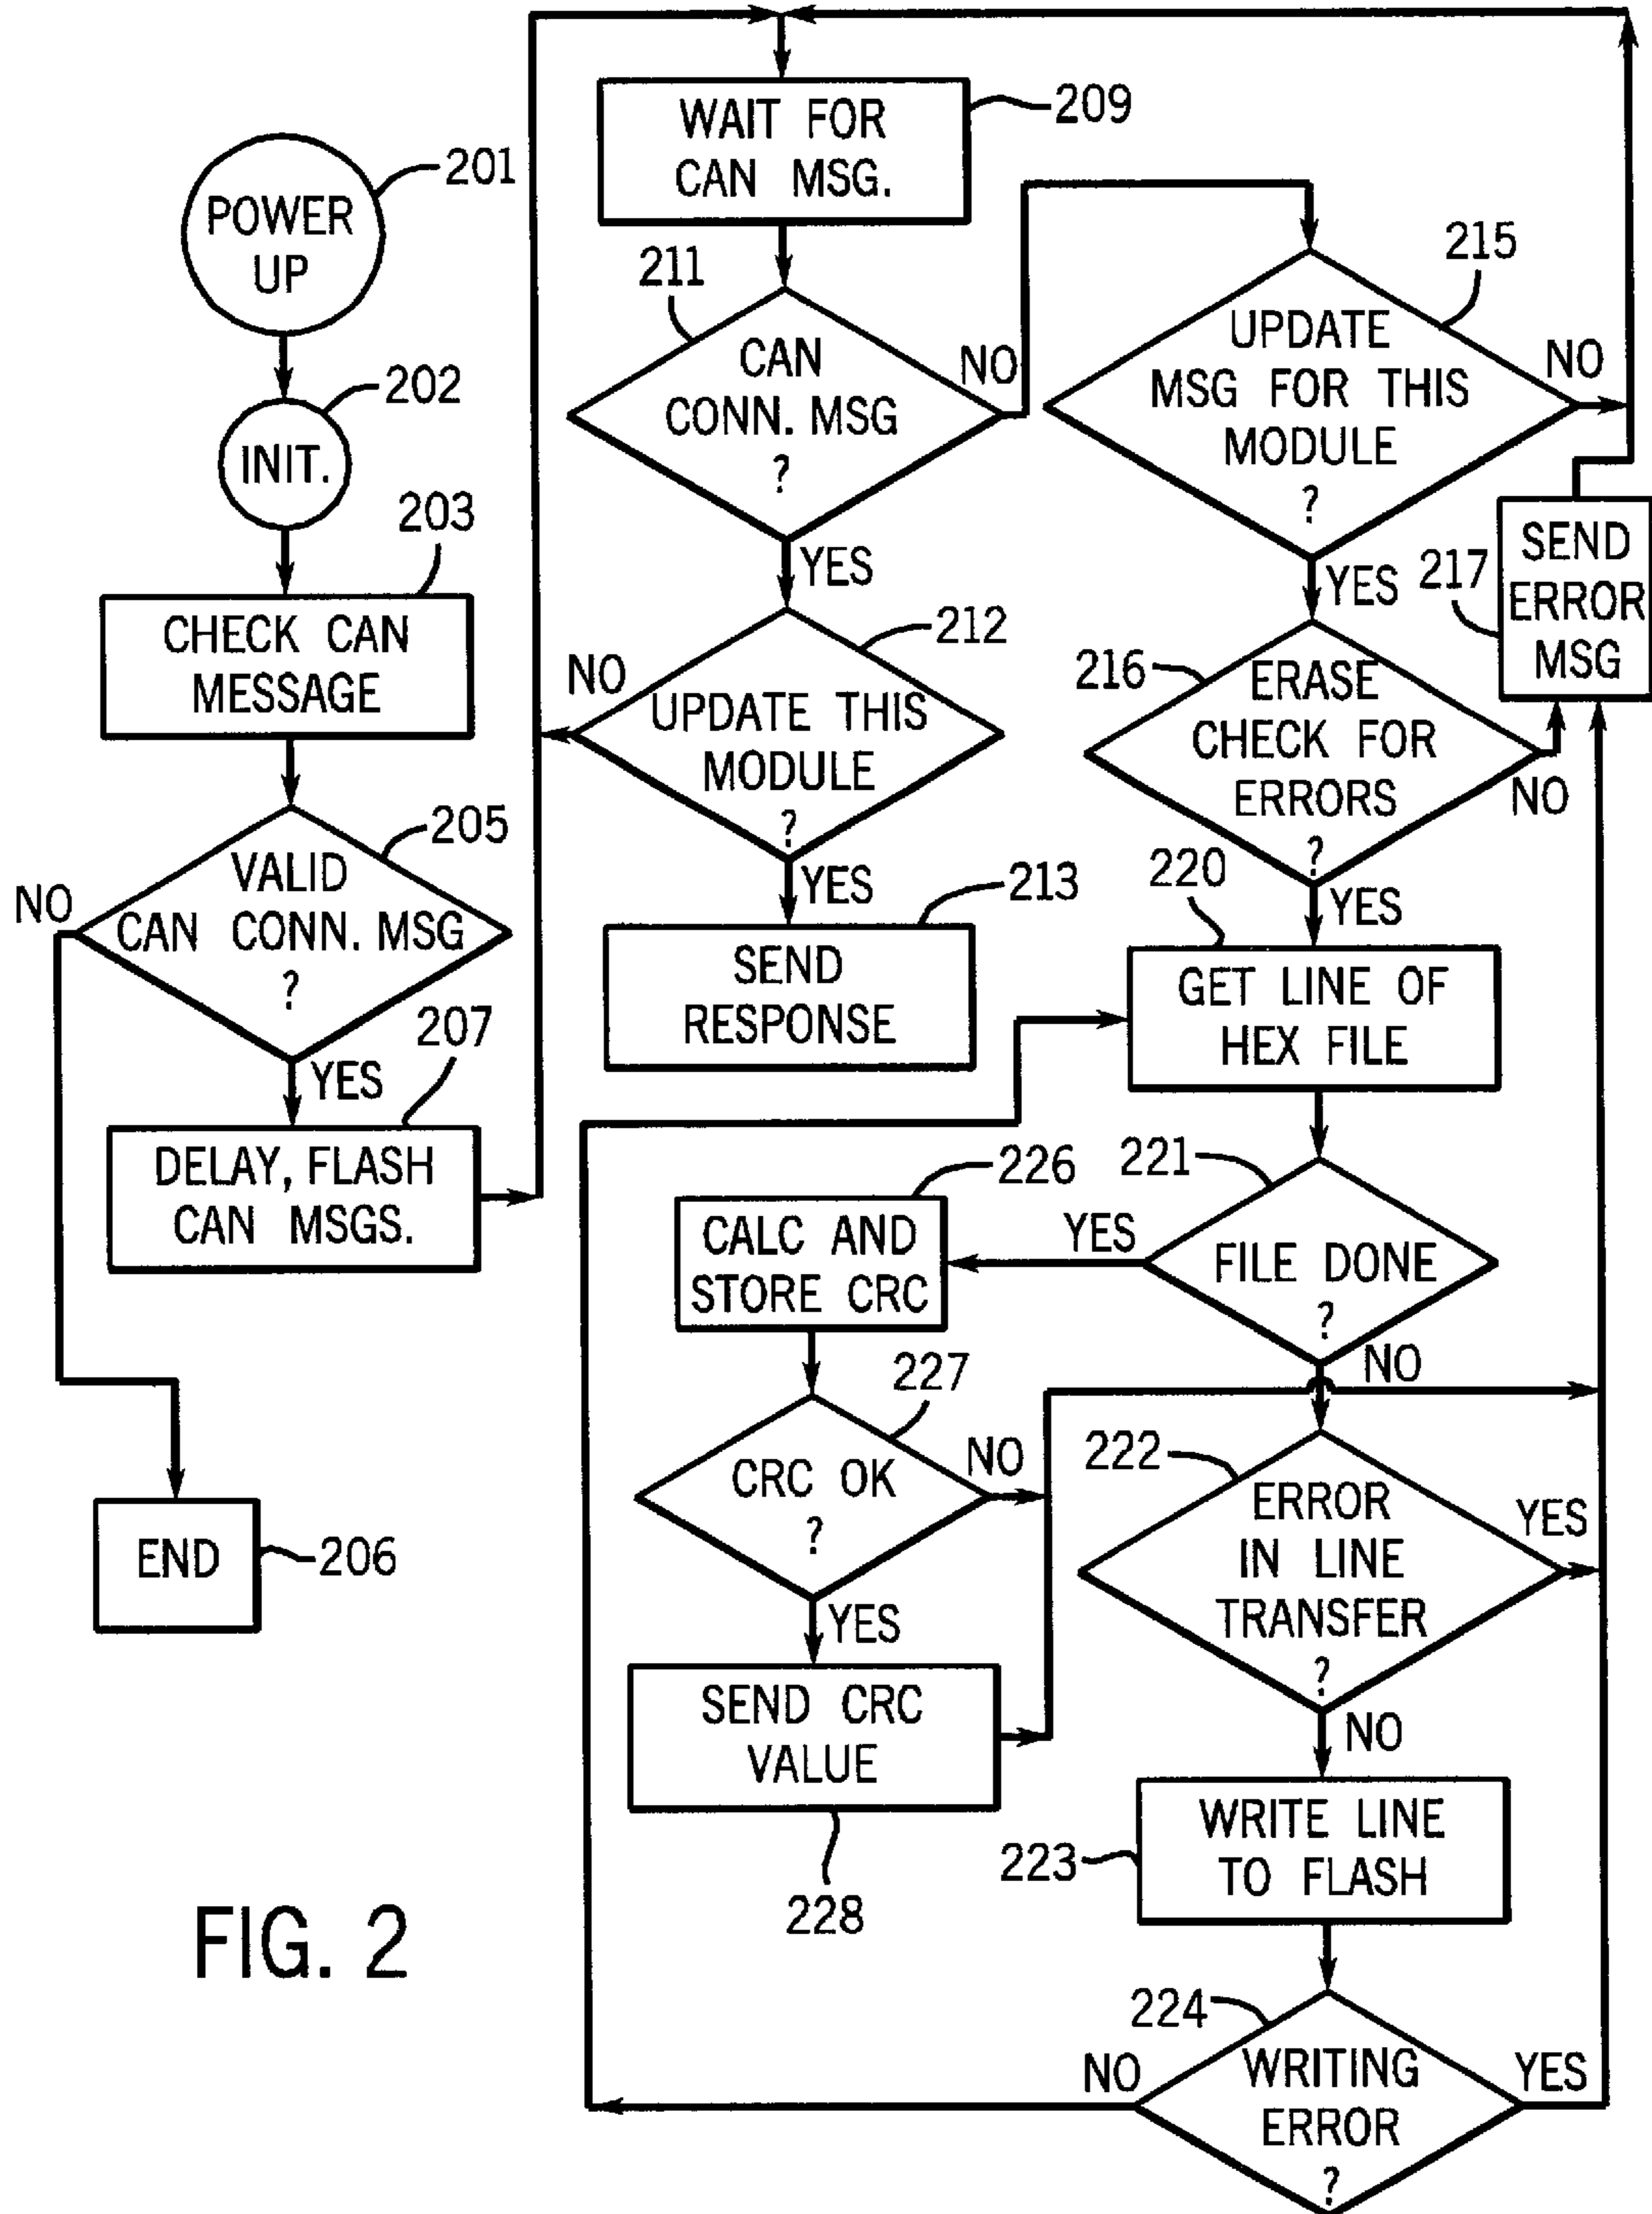 POWER
UP
201
INIT.
202
203
CHECK CAN
MESSAGE
205
VALID
CAN CONN. MSG
?
NO
YES
207
DELAY, FLASH
CAN MSGS.
END
206
WAIT FOR
CAN MSG.
209
211
CAN
CONN. MSG
?
NO
YES
212
UPDATE THIS
MODULE
?
NO
YES
213
SEND
RESPONSE
215
UPDATE
MSG FOR THIS
MODULE
?
NO
YES
217
SEND
ERROR
MSG
216
ERASE
CHECK FOR
ERRORS
?
NO
YES
220
GET LINE OF
HEX FILE
221
FILE DONE
?
YES
NO
226
CALC AND
STORE CRC
227
CRC OK
?
NO
YES
SEND CRC
VALUE
228
222
ERROR
IN LINE
TRANSFER
?
YES
NO
WRITE LINE
TO FLASH
223
224
WRITING
ERROR
?
NO
YES
FIG. 2